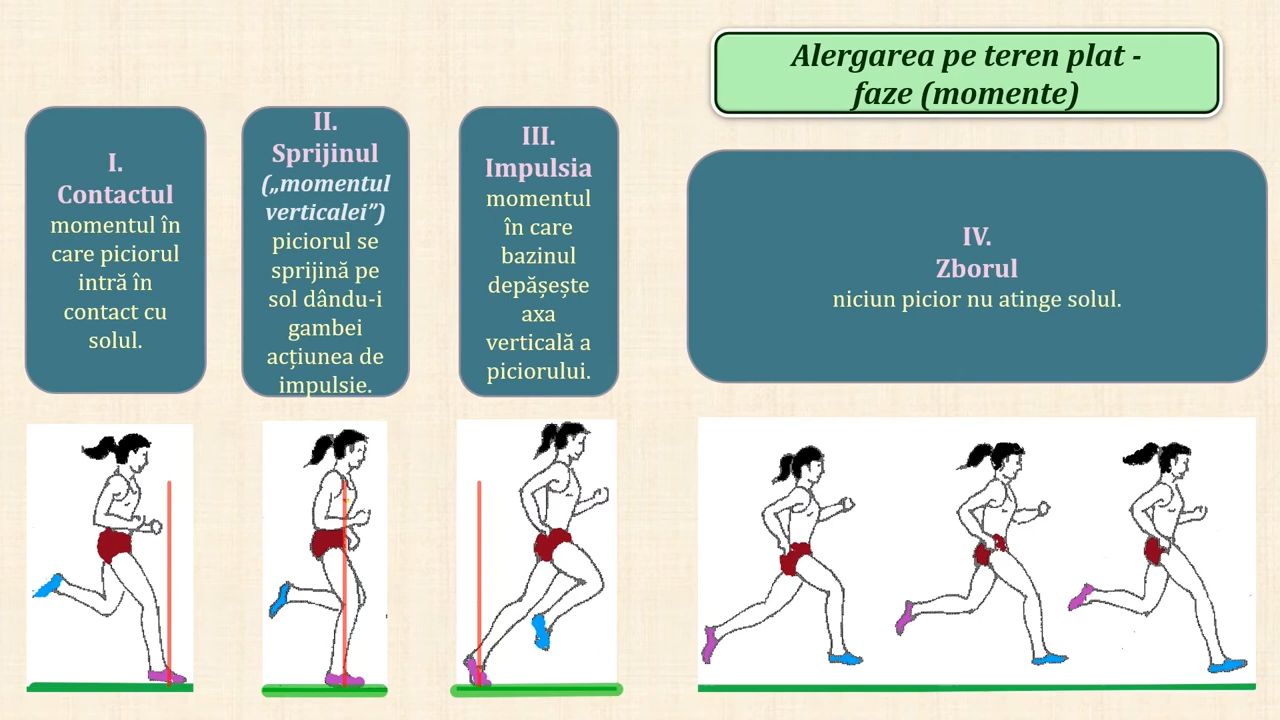 Alergarea pe teren plat -
faze (momente)
I.
Contactul
momentul în
care piciorul
intră în
contact cu
solul.
II.
Sprijinul
(„momentul
verticalei”)
piciorul se
sprijină pe
sol dându-i
gambei
acțiunea de
impulsie.
III.
Impulsia
momentul
în care
bazinul
depășește
axa
verticală a
piciorului.
IV.
Zborul
niciun picior nu atinge solul.